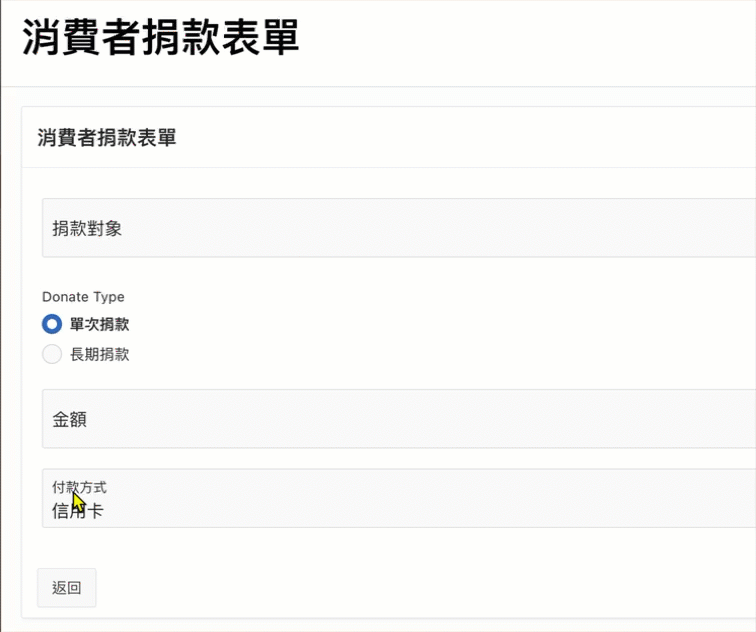 消費者捐款表單
消費者捐款表單
捐款對象
Donate Type
單次捐款
長期捐款
金額
付款方式
信用卡
返回